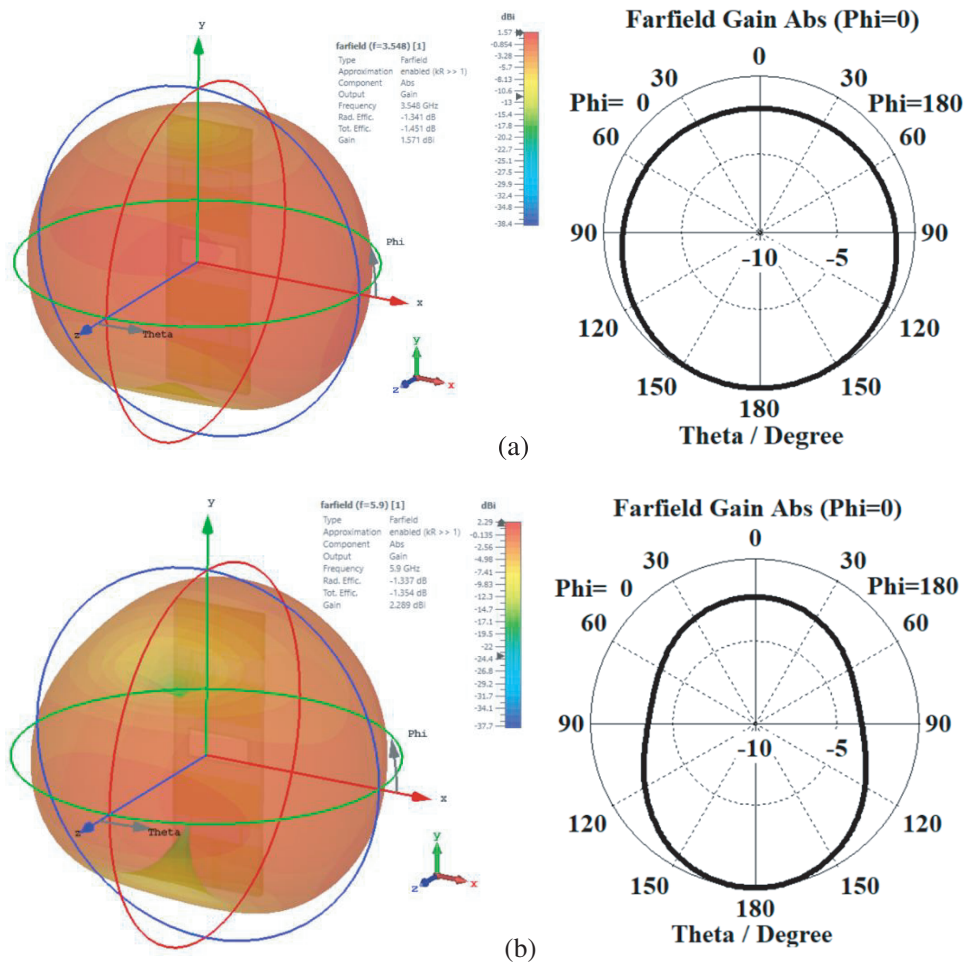 y
farfield (f=3.548) [1]
Type Farfield
Approximation enabled (kR >> 1)
Component Abs
Output Gain
Frequency 3.548 GHz
Rad. Effic. -1.341 dB
Tot. Effic. -1.451 dB
Gain 1.571 dBi
dBi
1.57
-0.854
-3.28
-5.7
-8.13
-10.6
-13
-15.4
-17.8
-20.2
-22.7
-25.1
-27.5
-29.9
-32.4
-34.8
-38.4
Phi
x
z
Theta
y
z x
Farfield Gain Abs (Phi=0)
0
30 30
Phi= 0 Phi=180
60 60
90 90
-10 -5
120 120
150 150
180
Theta / Degree
(a)
y
farfield (f=5.9) [1]
Type Farfield
Approximation enabled (kR >> 1)
Component Abs
Output Gain
Frequency 5.9 GHz
Rad. Effic. -1.337 dB
Tot. Effic. -1.354 dB
Gain 2.289 dBi
dBi
2.29
-0.135
-2.56
-4.98
-7.41
-9.83
-12.3
-14.7
-17.1
-19.5
-22
-24.4
-26.8
-29.2
-31.7
-34.1
-37.7
Phi
x
z
Theta
y
z x
Farfield Gain Abs (Phi=0)
0
30 30
Phi= 0 Phi=180
60 60
90 90
-10 -5
120 120
150 150
180
Theta / Degree
(b)